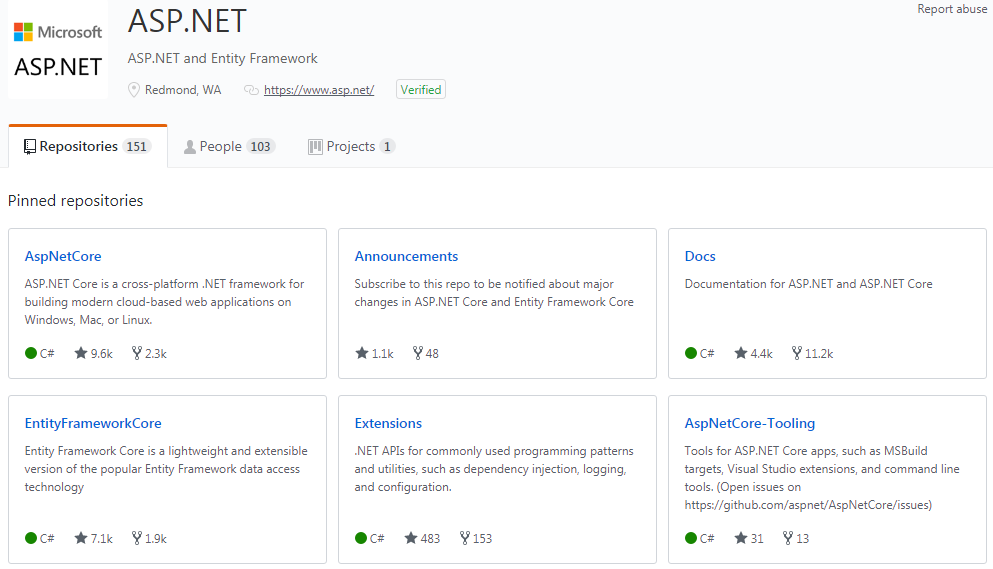 Report abuse
Microsoft
ASP.NET
ASP.NET
ASP.NET and Entity Framework
Redmond, WA https://www.asp.net/ Verified
Repositories 151 People 103 Projects 1
Pinned repositories
AspNetCore
ASP.NET Core is a cross-platform .NET framework for
building modern cloud-based web applications on
Windows, Mac, or Linux.
C# 9.6k 2.3k
Announcements
Subscribe to this repo to be notified about major
changes in ASP.NET Core and Entity Framework Core
1.1k 48
Docs
Documentation for ASP.NET and ASP.NET Core
C# 4.4k 11.2k
EntityFrameworkCore
Entity Framework Core is a lightweight and extensible
version of the popular Entity Framework data access
technology
C# 7.1k 1.9k
Extensions
.NET APIs for commonly used programming patterns
and utilities, such as dependency injection, logging,
and configuration.
C# 483 153
AspNetCore-Tooling
Tools for ASP.NET Core apps, such as MSBuild
targets, Visual Studio extensions, and command line
tools. (Open issues on
https://github.com/aspnet/AspNetCore/issues)
C# 31 13